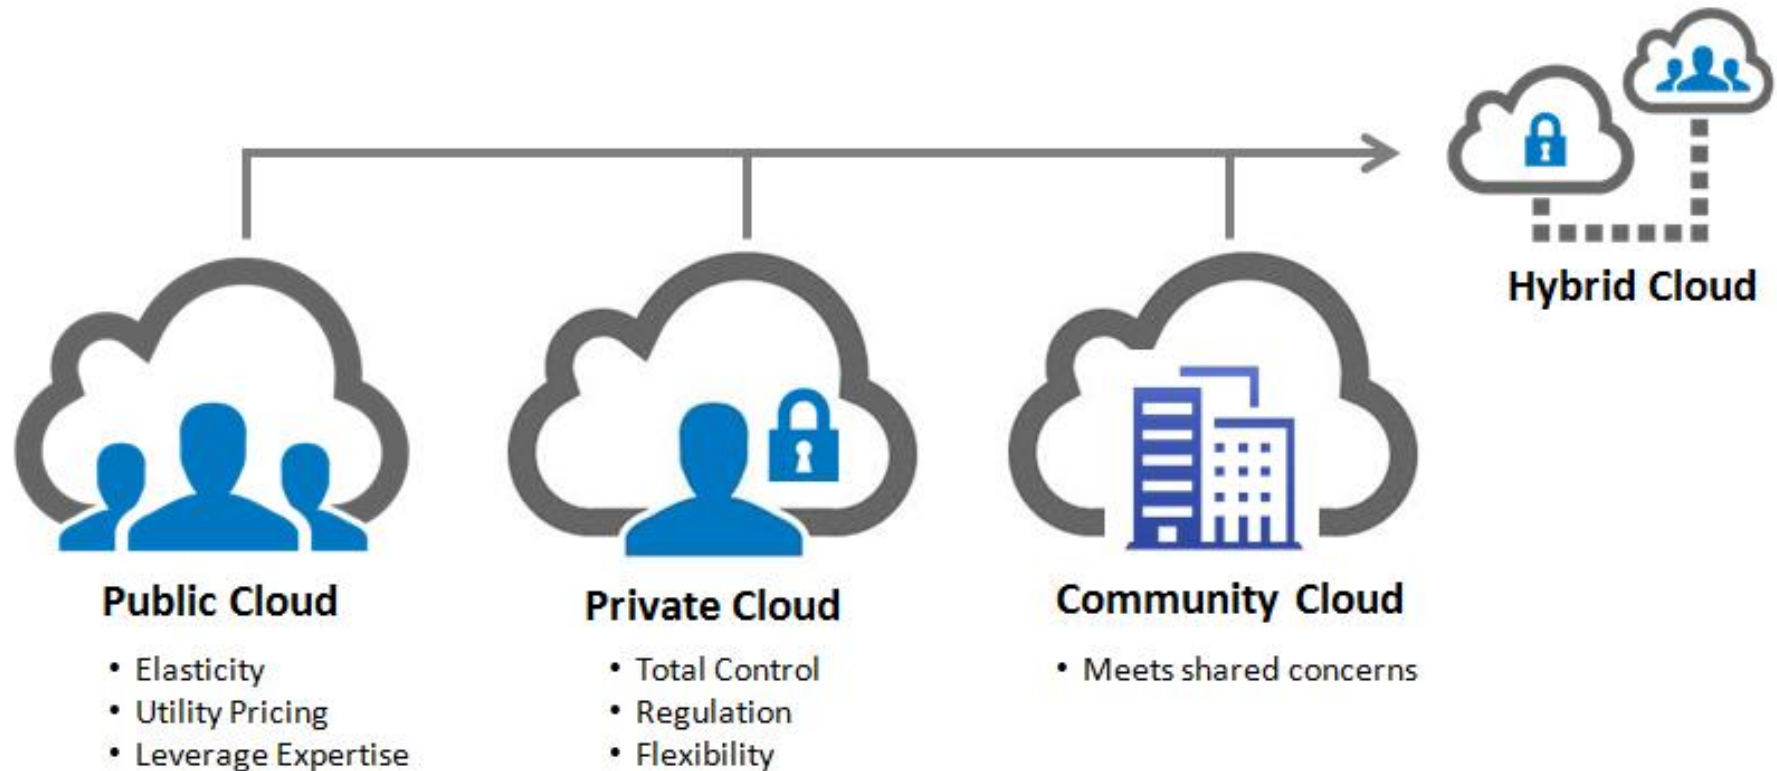 Hybrid Cloud
Public Cloud
• Elasticity
• Utility Pricing
• Leverage Expertise
Private Cloud
• Total Control
• Regulation
• Flexibility
Community Cloud
• Meets shared concerns